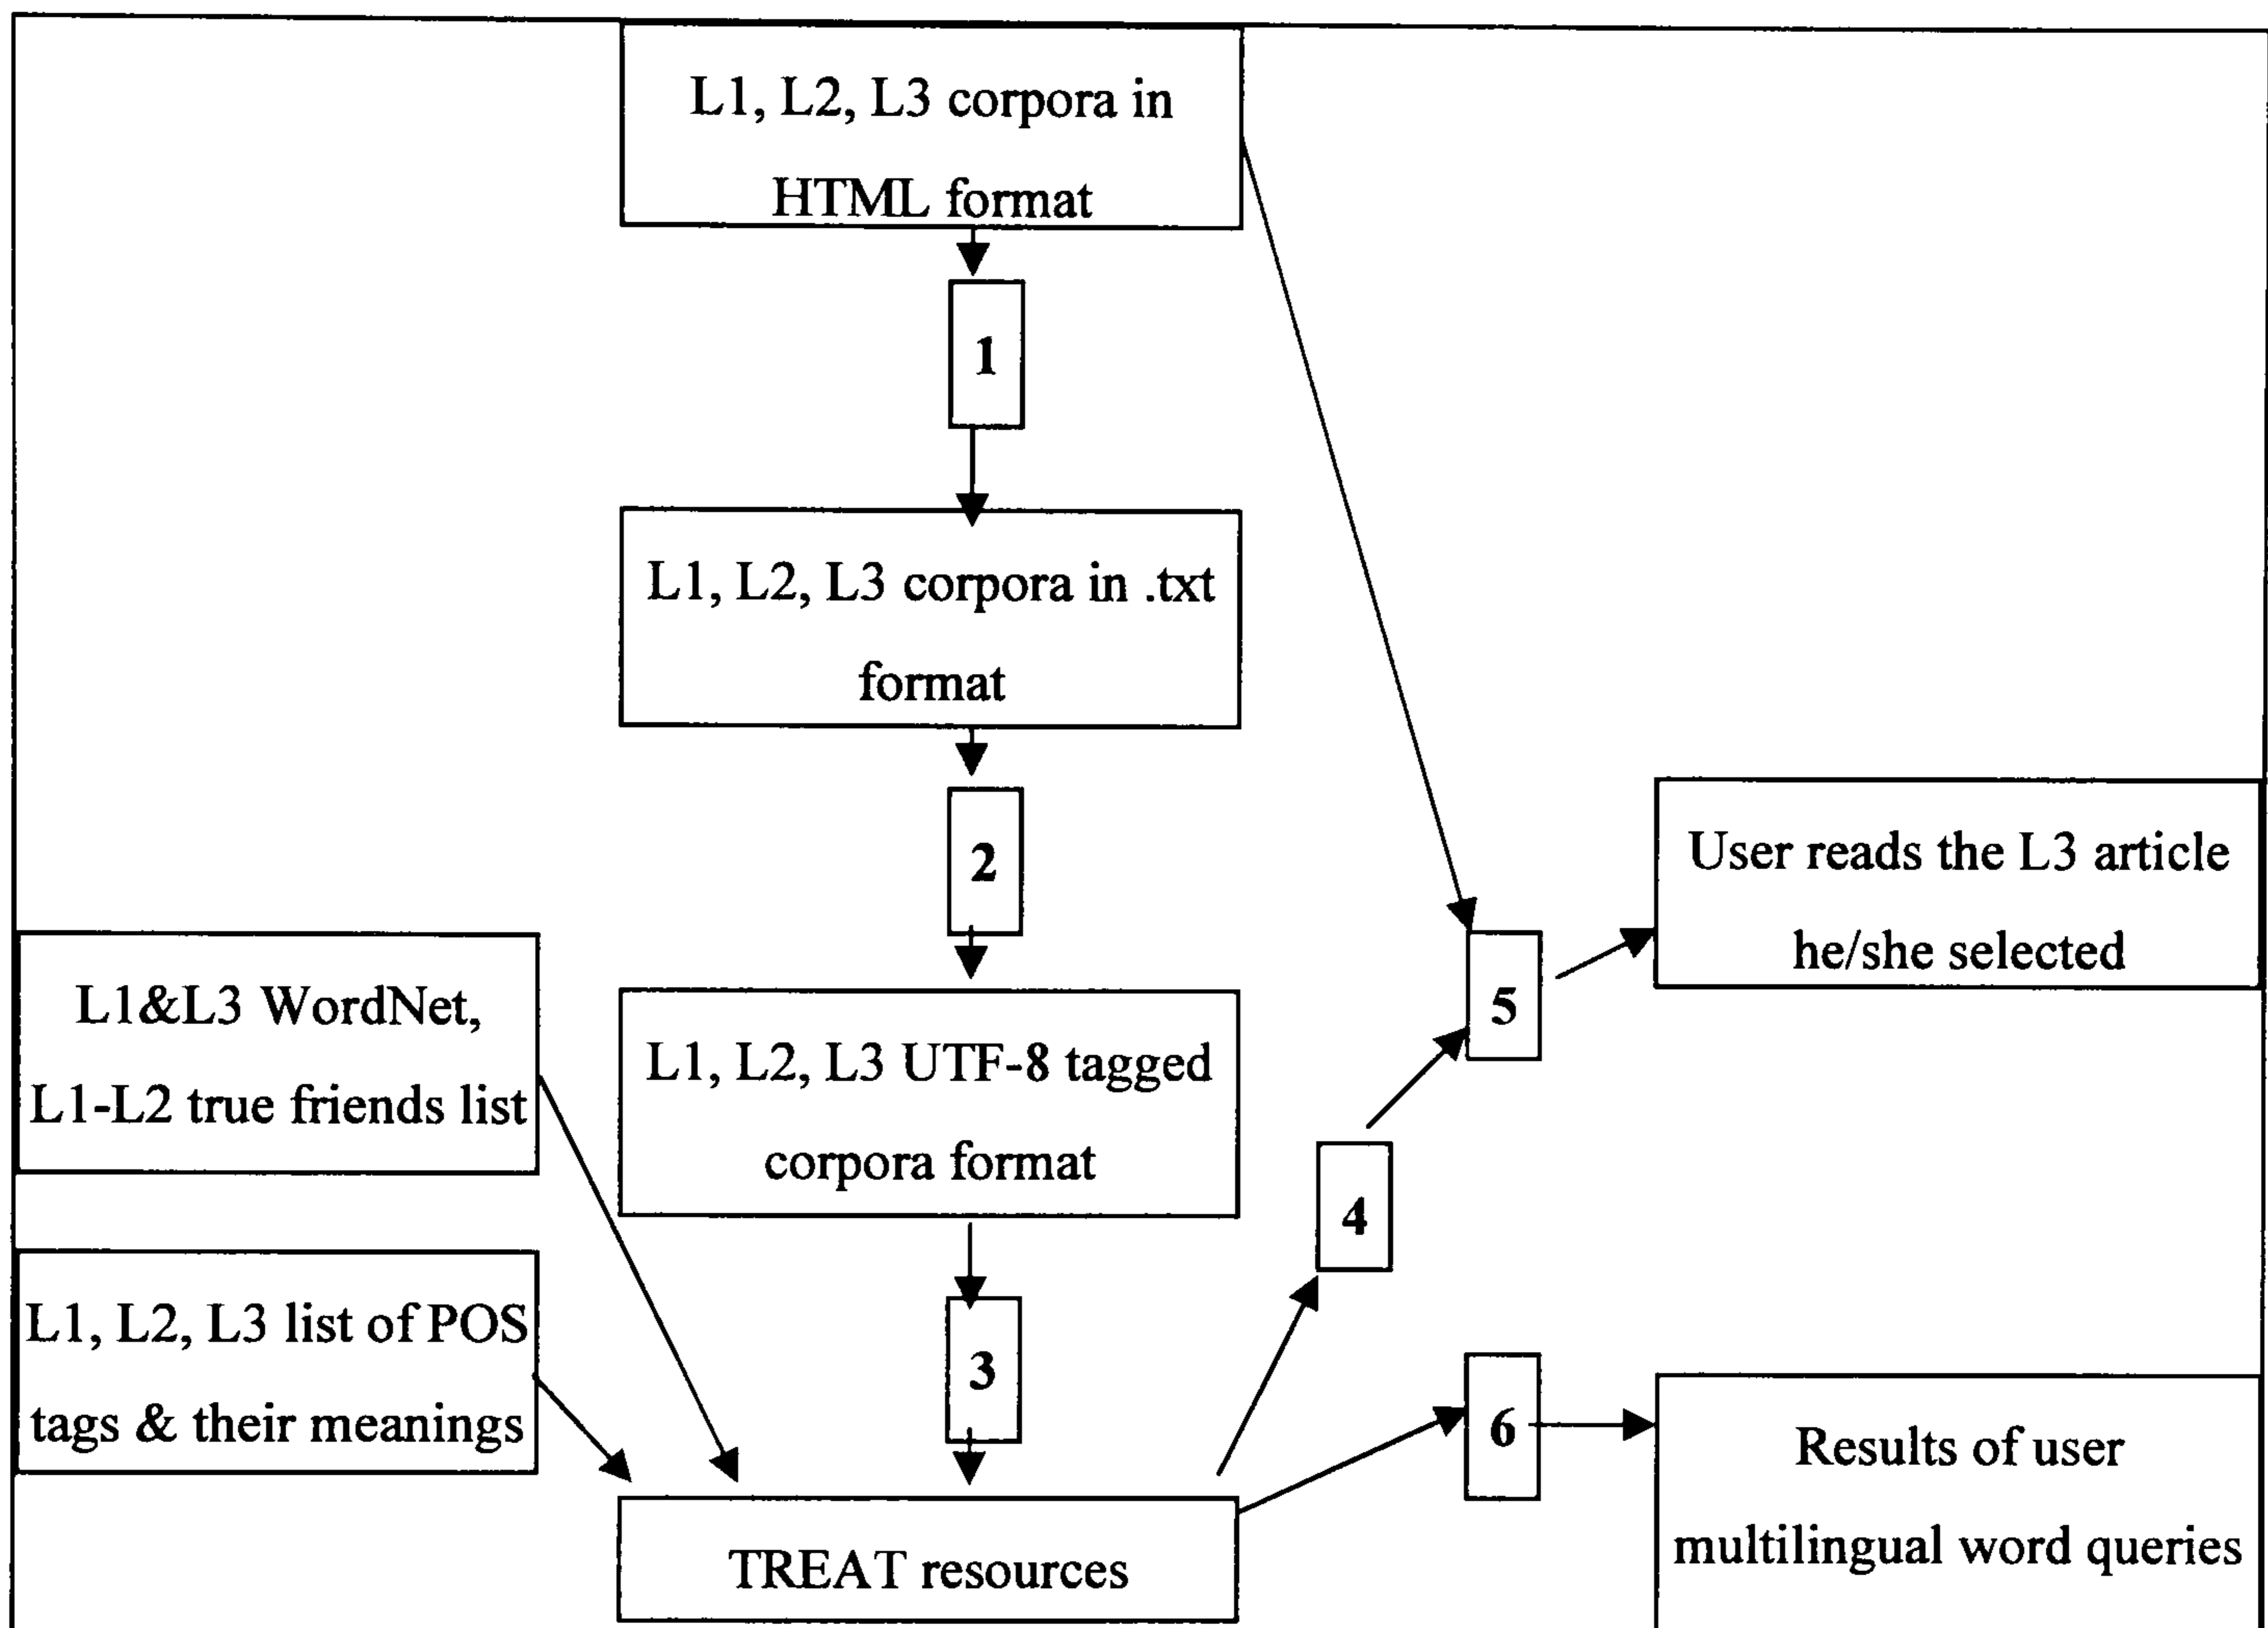 L1, L2, L3 corpora in
HTML format
1
L1, L2, L3 corpora in .txt
format
2
User reads the L3 article
he/she selected
L1&L3 WordNet,
L1-L2 true friends list
5
L1, L2, L3 UTF-8 tagged
corpora format
4
L1, L2, L3 list of POS
tags & their meanings
3
6
Results of user
multilingual word queries
TREAT resources